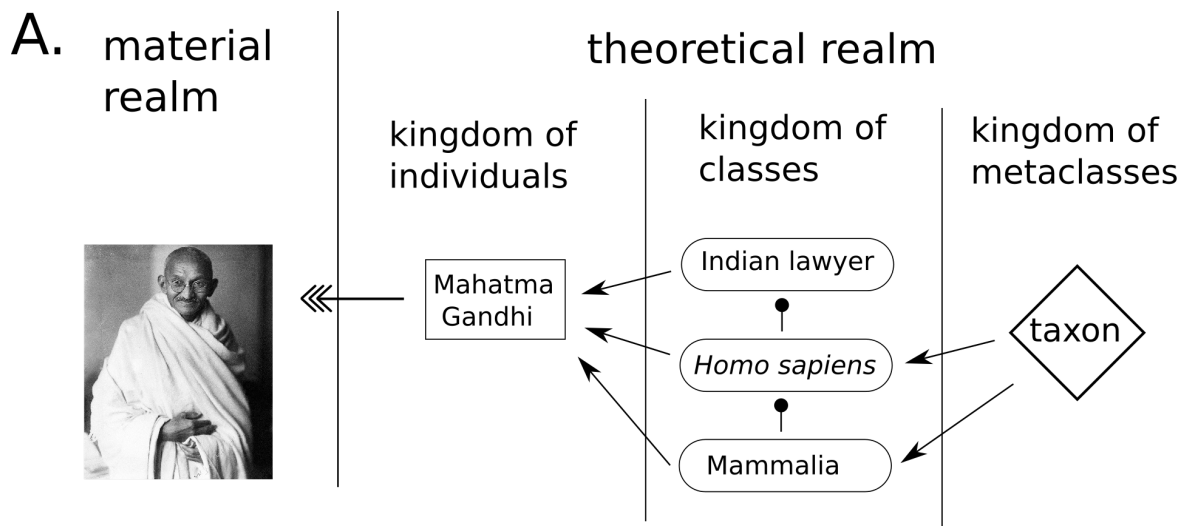 A.
material
realm
theoretical realm
kingdom of
individuals
kingdom of
classes
kingdom of
metaclasses
Mahatma
Gandhi
Indian lawyer
Homo sapiens
Mammalia
taxon